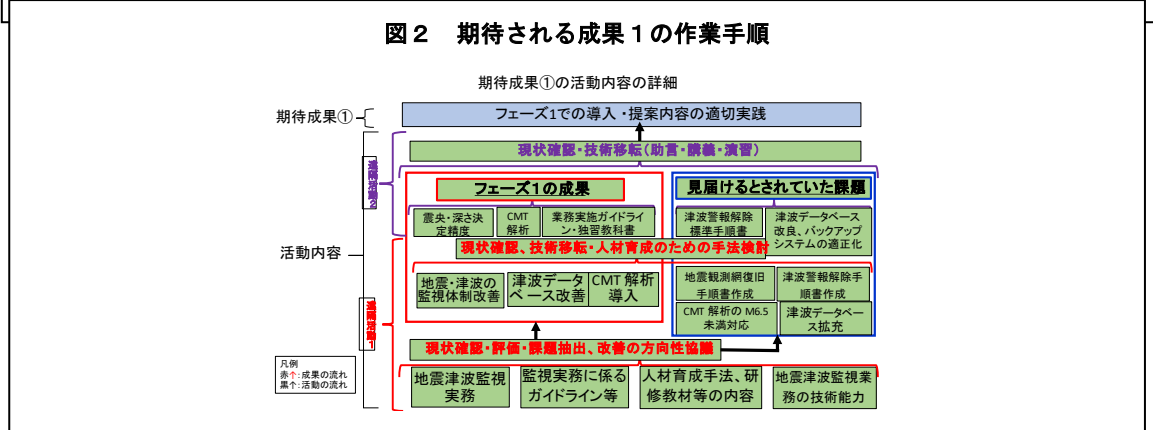 図２　期待される成果１の作業手順
期待成果①の活動内容の詳細
期待成果①
フェーズ1での導入・提案内容の適切実践
現状確認・技術移転（助言・講義・演習）
遠隔活動2
フェーズ1の成果
見届けるとされていた課題
震央・深さ決
定精度
CMT
解析
業務実施ガイドライ
ン・独習教科書
津波警報解除
標準手順書
津波データベース
改良、バックアップ
システムの適正化
現状確認、技術移転・人材育成のための手法検討
活動内容
地震・津波の
監視体制改善
津波データ
ベース改善
CMT 解析
導入
地震観測網復旧
手順書作成
津波警報解除手
順書作成
CMT 解析の M6.5
未満対応
津波データベー
ス拡充
遠隔活動1
現状確認・評価・課題抽出、改善の方向性協議
凡例
赤↑：成果の流れ
黒↑：活動の流れ
地震津波監視
実務
監視実務に係る
ガイドライン等
人材育成手法、研
修教材等の内容
地震津波監視業
務の技術能力